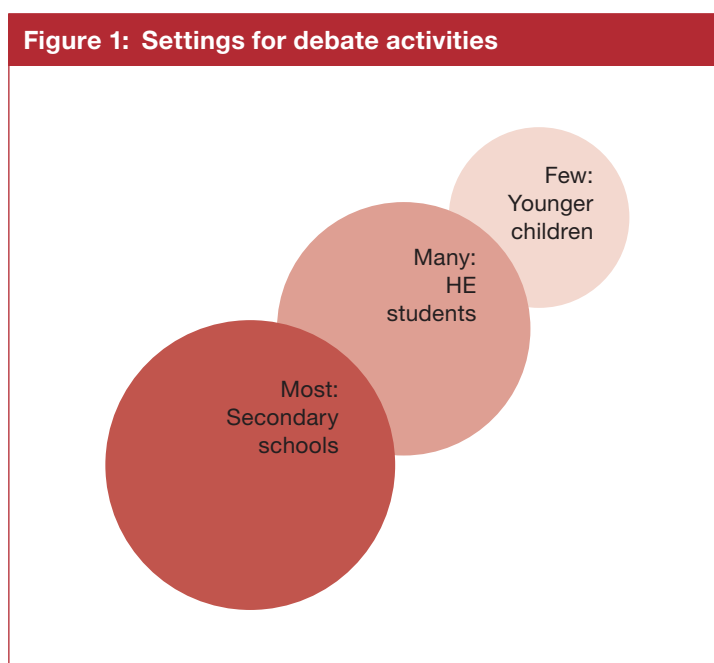 Figure 1: Settings for debate activities
Few:
Younger
children
Many:
HE
students
Most:
Secondary
schools